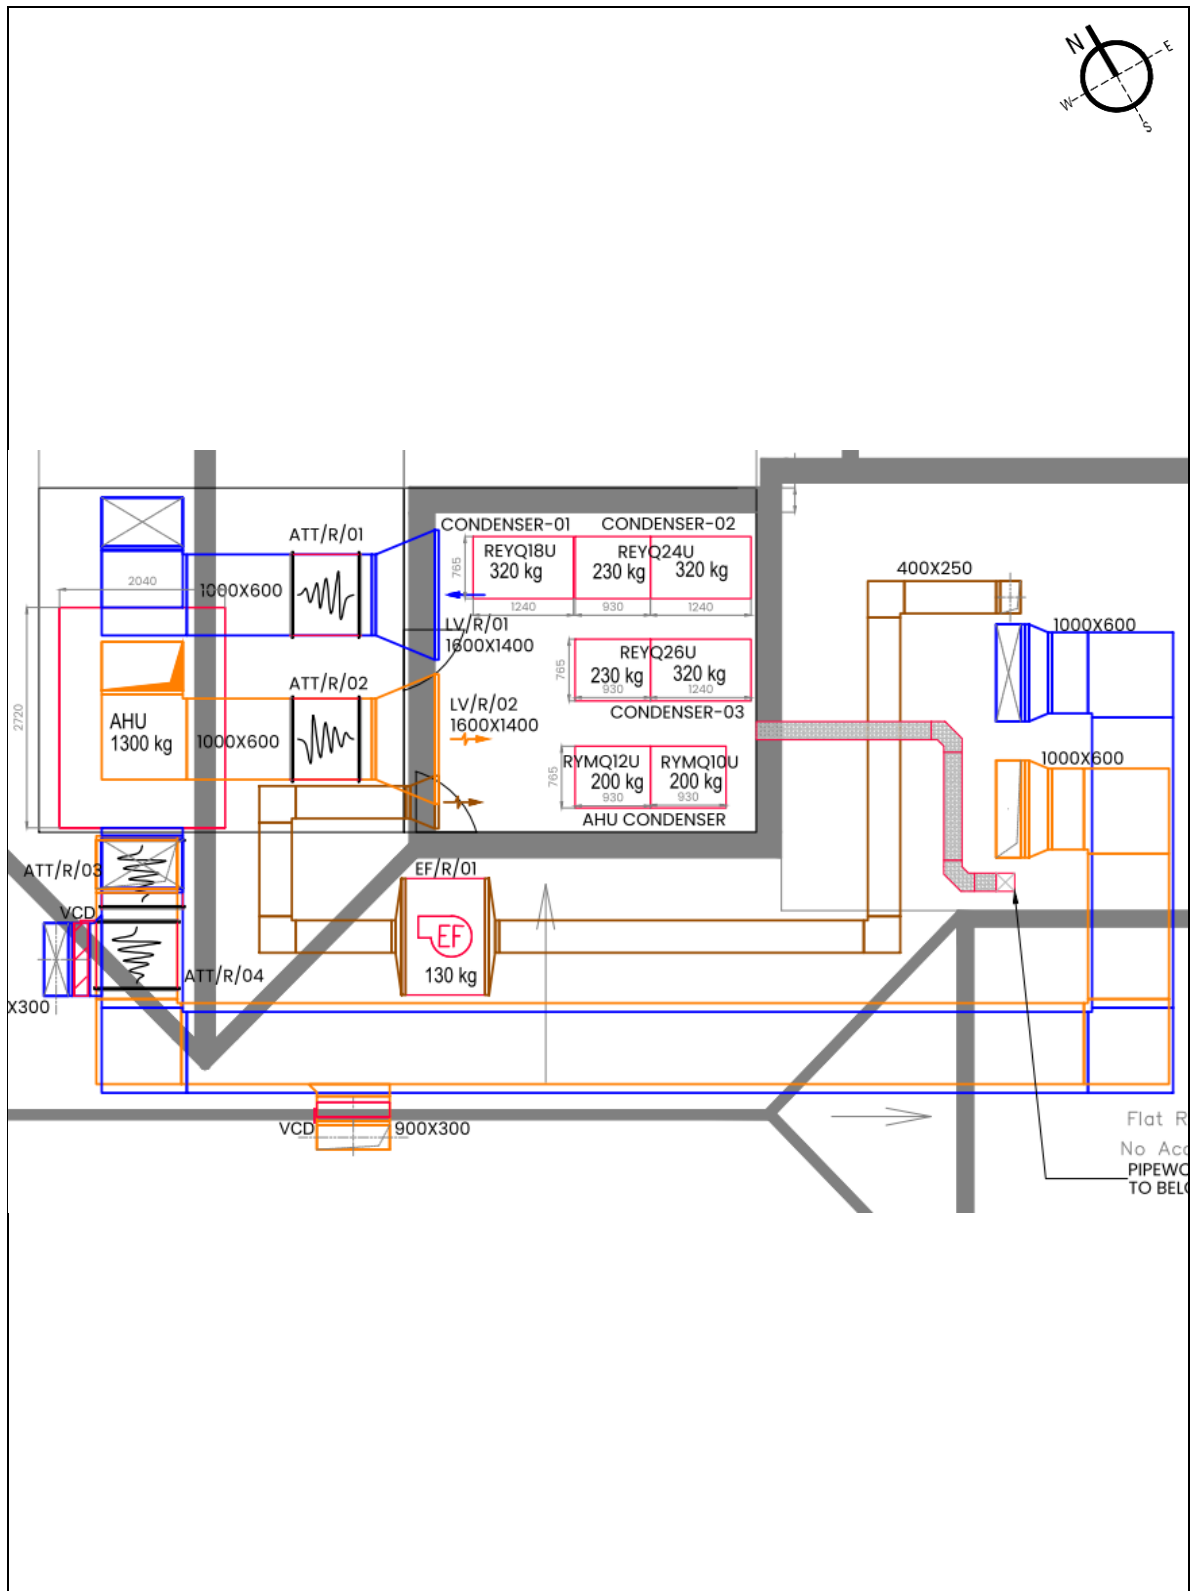 N
E
W
S
ATT/R/01
CONDENSER-01
CONDENSER-02
REYQ18U
320 kg
REYQ24U
230 kg
320 kg
765
1240
930
1240
2040
1000X600
LV/R/01
1600X1400
400X250
1000X600
REYQ26U
230 kg
320 kg
765
930
1240
CONDENSER-03
ATT/R/02
LV/R/02
1600X1400
2720
AHU
1300 kg
1000X600
1000X600
RYMQ12U
200 kg
RYMQ10U
200 kg
765
930
930
AHU CONDENSER
ATT/R/03
EF/R/01
VCD
EF
130 kg
ATT/R/04
X300
VCD
900X300
Flat R
No Acc
PIPEWO
TO BELO